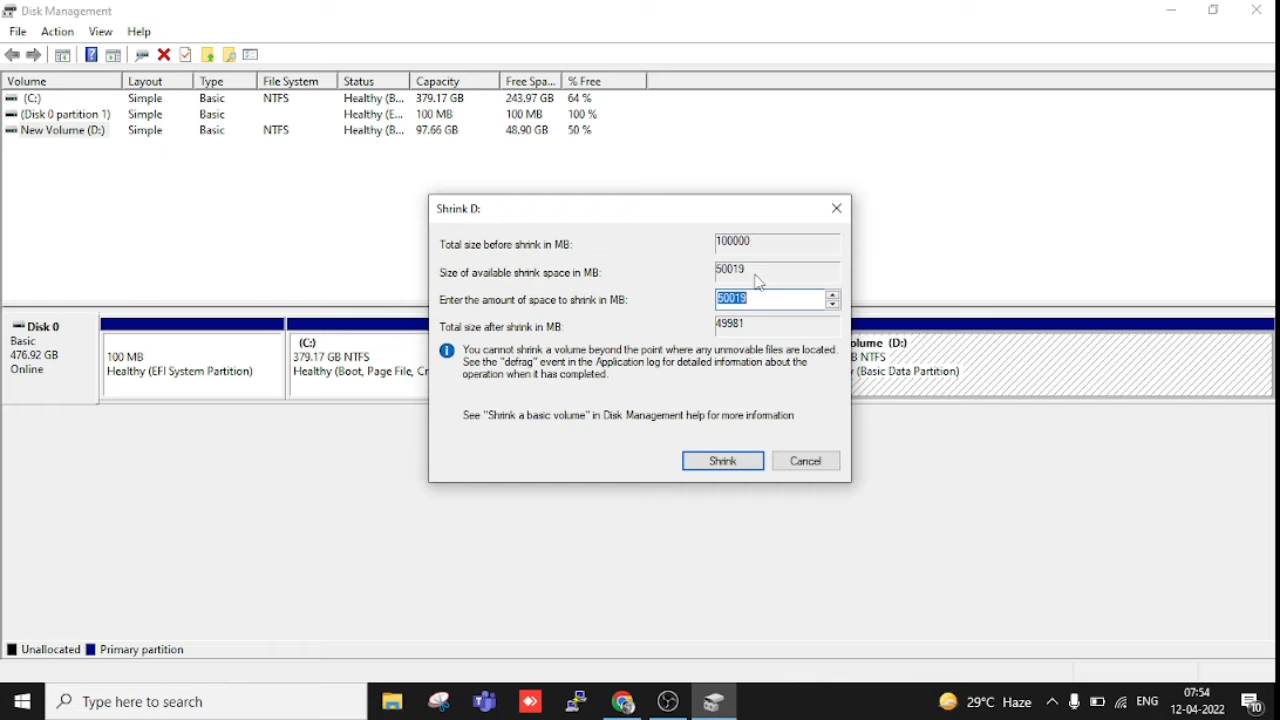 Disk Management
File Action View Help
Volume Layout Type File System Status Capacity Free Spa... % Free
(C:) Simple Basic NTFS Healthy (B... 379.17 GB 243.97 GB 64 %
(Disk 0 partition 1) Simple Basic Healthy (E... 100 MB 100 MB 100 %
New Volume (D:) Simple Basic NTFS Healthy (B... 97.66 GB 48.90 GB 50 %
Shrink D:
Total size before shrink in MB: 100000
Size of available shrink space in MB: 50019
Enter the amount of space to shrink in MB: 50019
Total size after shrink in MB: 49981
You cannot shrink a volume beyond the point where any unmovable files are located.
See the "defrag" event in the Application log for detailed information about the
operation when it has completed.
See "Shrink a basic volume" in Disk Management help for more information
Shrink Cancel
Disk 0
Basic
476.92 GB
Online
100 MB
Healthy (EFI System Partition)
(C:)
379.17 GB NTFS
Healthy (Boot, Page File, Cr
olume (D:)
B NTFS
(Basic Data Partition)
Unallocated Primary partition
Type here to search
29°C Haze
ENG
07:54
12-04-2022
10